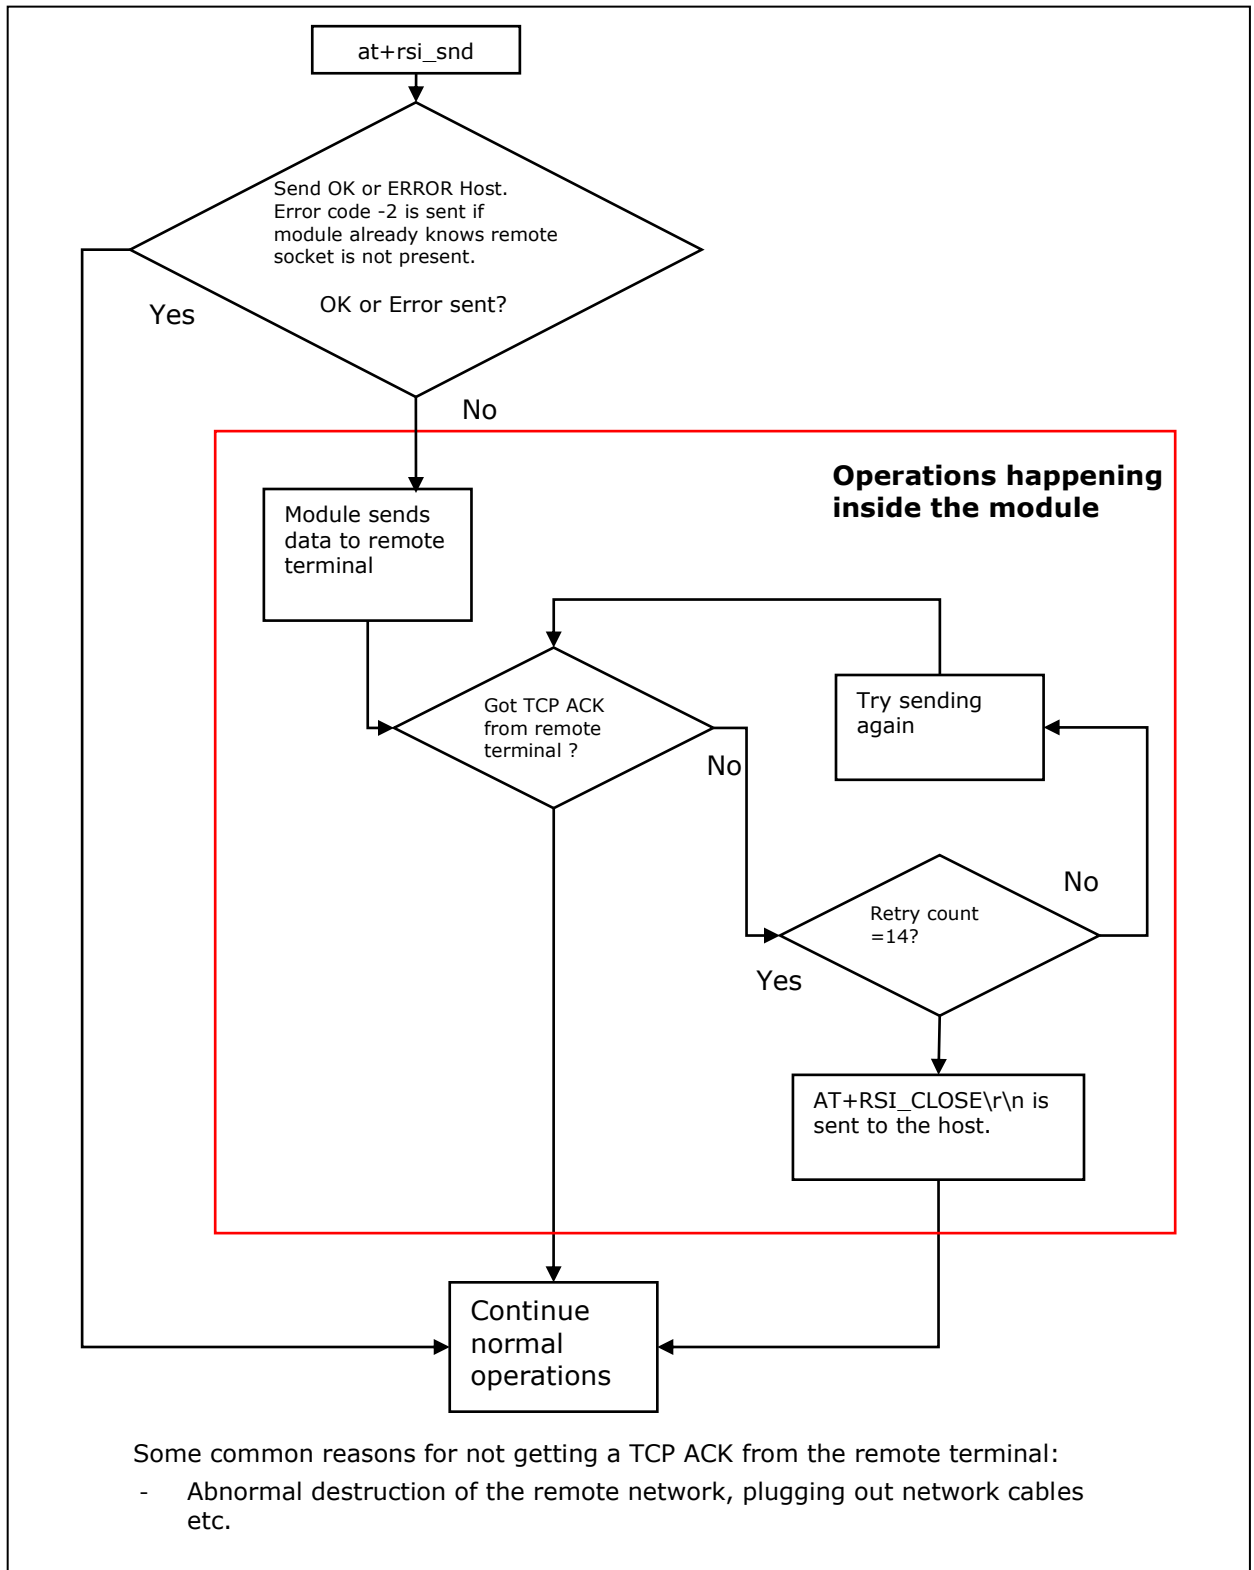 at+rsi_snd
Send OK or ERROR Host.
Error code -2 is sent if
module already knows remote
socket is not present.
OK or Error sent?
Yes
No
Operations happening
inside the module
Module sends
data to remote
terminal
Got TCP ACK
from remote
terminal ?
No
Try sending
again
Retry count
=14?
No
Yes
AT+RSI_CLOSE\r\n is
sent to the host.
Continue
normal
operations
Some common reasons for not getting a TCP ACK from the remote terminal:
- Abnormal destruction of the remote network, plugging out network cables
etc.